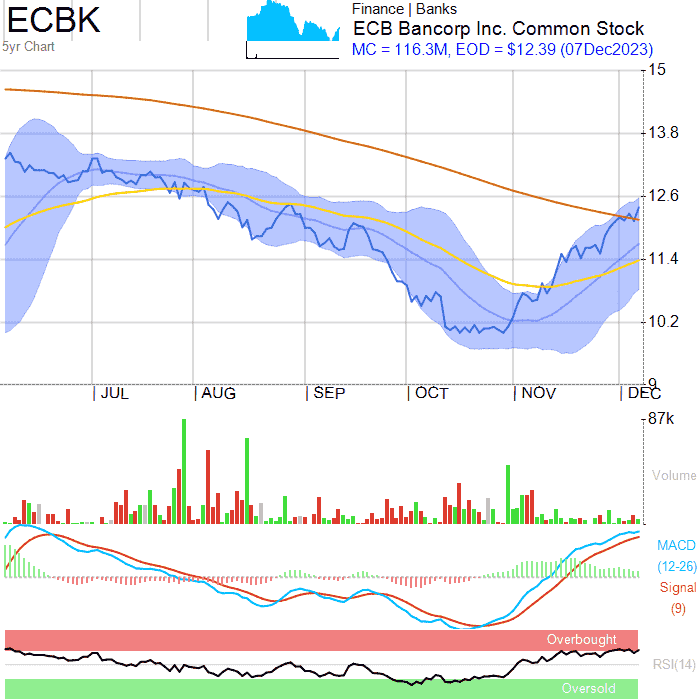 ECBK
5yr Chart
Finance | Banks
ECB Bancorp Inc. Common Stock
MC = 116.3M, EOD = $12.39 (07Dec2023)
15
13.8
12.6
11.4
10.2
9
JUL AUG SEP OCT NOV DEC
87k
Volume
MACD
(12-26)
Signal
(9)
Overbought
RSI(14)
Oversold